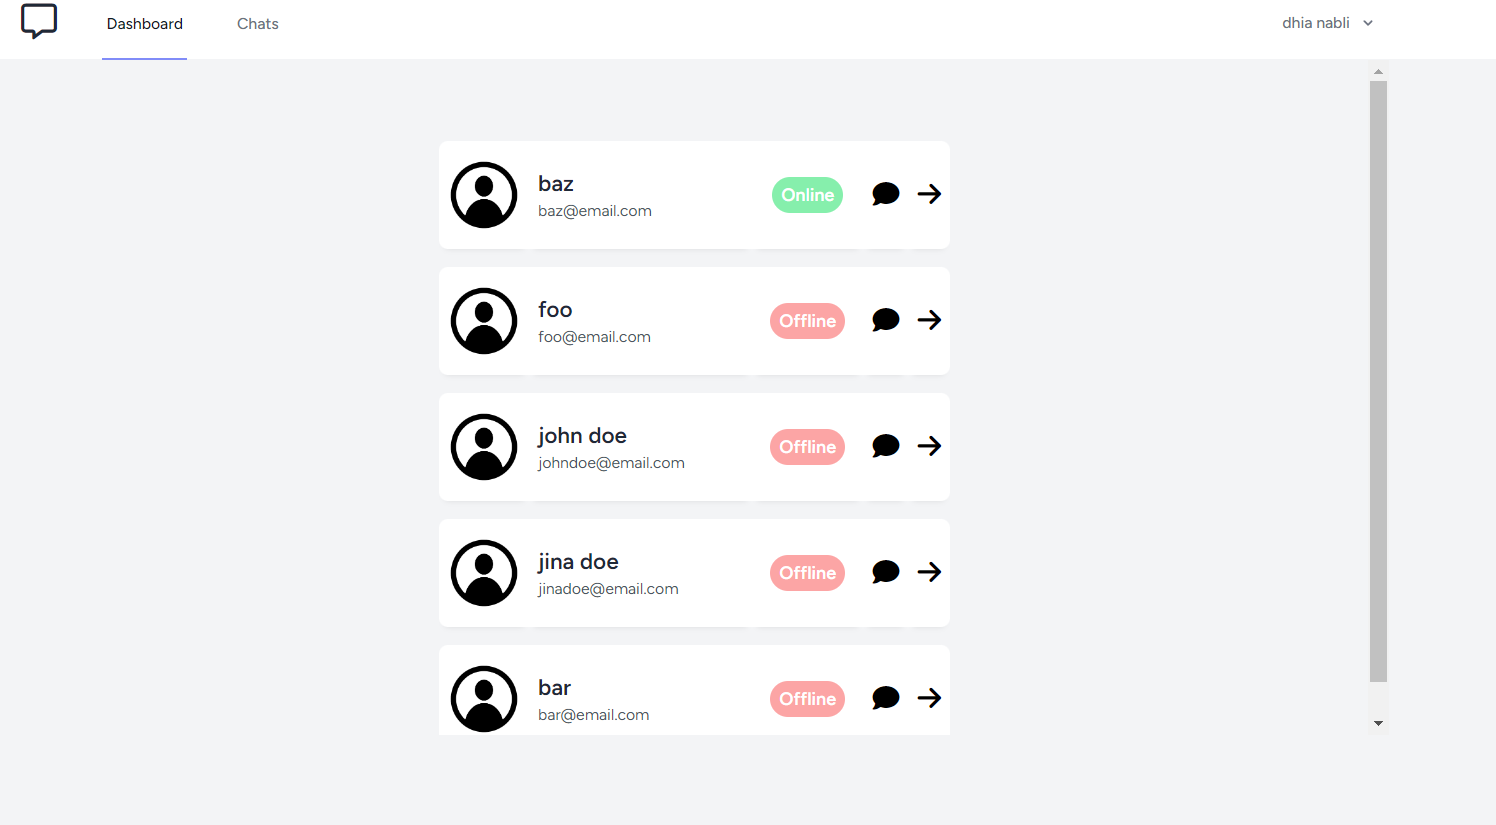 Dashboard
Chats
dhia nabli
baz
baz@email.com
Online
foo
foo@email.com
Offline
john doe
johndoe@email.com
Offline
jina doe
jinadoe@email.com
Offline
bar
bar@email.com
Offline